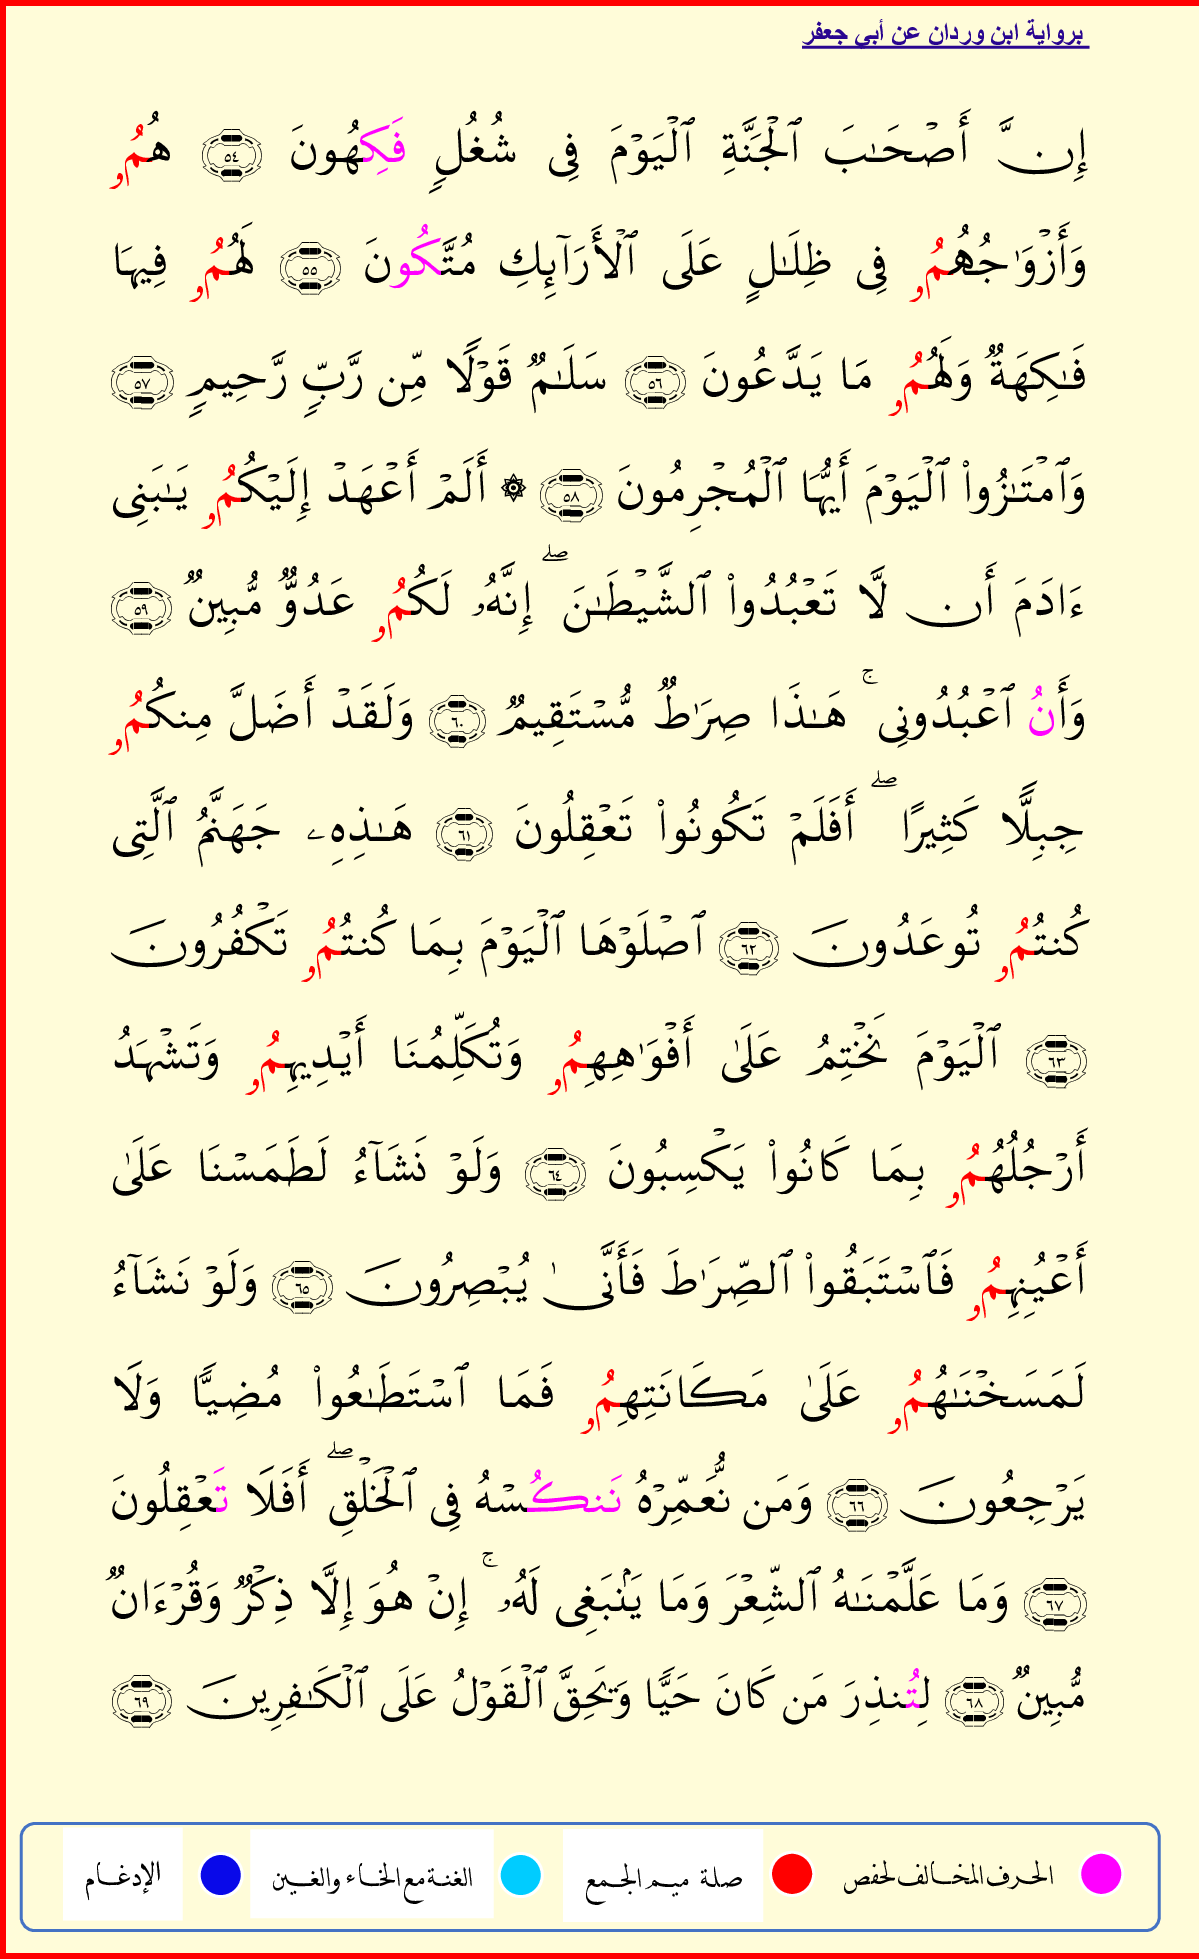 برواية ابن وردان عن أبي جعفر
إِنَّ أَصْحَٰبَ ٱلْجَنَّةِ ٱلْيَوْمَ فِى شُغُلٍ فَكِهُونَ ٥٤ هُمُۥ
وَأَزْوَٰجُهُمُۥ فِى ظِلَٰلٍ عَلَى ٱلْأَرَآئِكِ مُتَّكُونَ ٥٥ لَهُمُۥ فِيهَا
فَٰكِهَةٌ وَلَهُمُۥ مَا يَدَّعُونَ ٥٦ سَلَٰمٌ قَوْلًا مِّن رَّبٍّ رَّحِيمٍ ٥٧
وَٱمْتَٰزُوا۟ ٱلْيَوْمَ أَيُّهَا ٱلْمُجْرِمُونَ ٥٨ ۞ أَلَمْ أَعْهَدْ إِلَيْكُمُۥ يَٰبَنِى
ءَادَمَ أَن لَّا تَعْبُدُوا۟ ٱلشَّيْطَٰنَ ۖ إِنَّهُۥ لَكُمُۥ عَدُوٌّ مُّبِينٌ ٥٩
وَأَنُ ٱعْبُدُونِى ۚ هَٰذَا صِرَٰطٌ مُّسْتَقِيمٌ ٦٠ وَلَقَدْ أَضَلَّ مِنكُمُۥ
جِبِلًّا كَثِيرًا ۖ أَفَلَمْ تَكُونُوا۟ تَعْقِلُونَ ٦١ هَٰذِهِۦ جَهَنَّمُ ٱلَّتِى
كُنتُمُۥ تُوعَدُونَ ٦٢ ٱصْلَوْهَا ٱلْيَوْمَ بِمَا كُنتُمُۥ تَكْفُرُونَ
٦٣ ٱلْيَوْمَ نَخْتِمُ عَلَىٰ أَفْوَٰهِهِمُۥ وَتُكَلِّمُنَا أَيْدِيهِمُۥ وَتَشْهَدُ
أَرْجُلُهُمُۥ بِمَا كَانُوا۟ يَكْسِبُونَ ٦٤ وَلَوْ نَشَآءُ لَطَمَسْنَا عَلَىٰ
أَعْيُنِهِمُۥ فَٱسْتَبَقُوا۟ ٱلصِّرَٰطَ فَأَنَّىٰ يُبْصِرُونَ ٦٥ وَلَوْ نَشَآءُ
لَمَسَخْنَٰهُمُۥ عَلَىٰ مَكَانَتِهِمُۥ فَمَا ٱسْتَطَٰعُوا۟ مُضِيًّا وَلَا
يَرْجِعُونَ ٦٦ وَمَن نُّعَمِّرْهُ نَنكُسْهُ فِى ٱلْخَلْقِ ۖ أَفَلَا تَعْقِلُونَ
٦٧ وَمَا عَلَّمْنَٰهُ ٱلشِّعْرَ وَمَا يَنۢبَغِى لَهُۥ ۚ إِنْ هُوَ إِلَّا ذِكْرٌ وَقُرْءَانٌ
مُّبِينٌ ٦٨ لِتُنذِرَ مَن كَانَ حَيًّا وَيَحِقَّ ٱلْقَوْلُ عَلَى ٱلْكَٰفِرِينَ ٦٩
الحرف المخالف لحفص صلة ميم الجمع الغنة مع الخاء والغين الإدغام